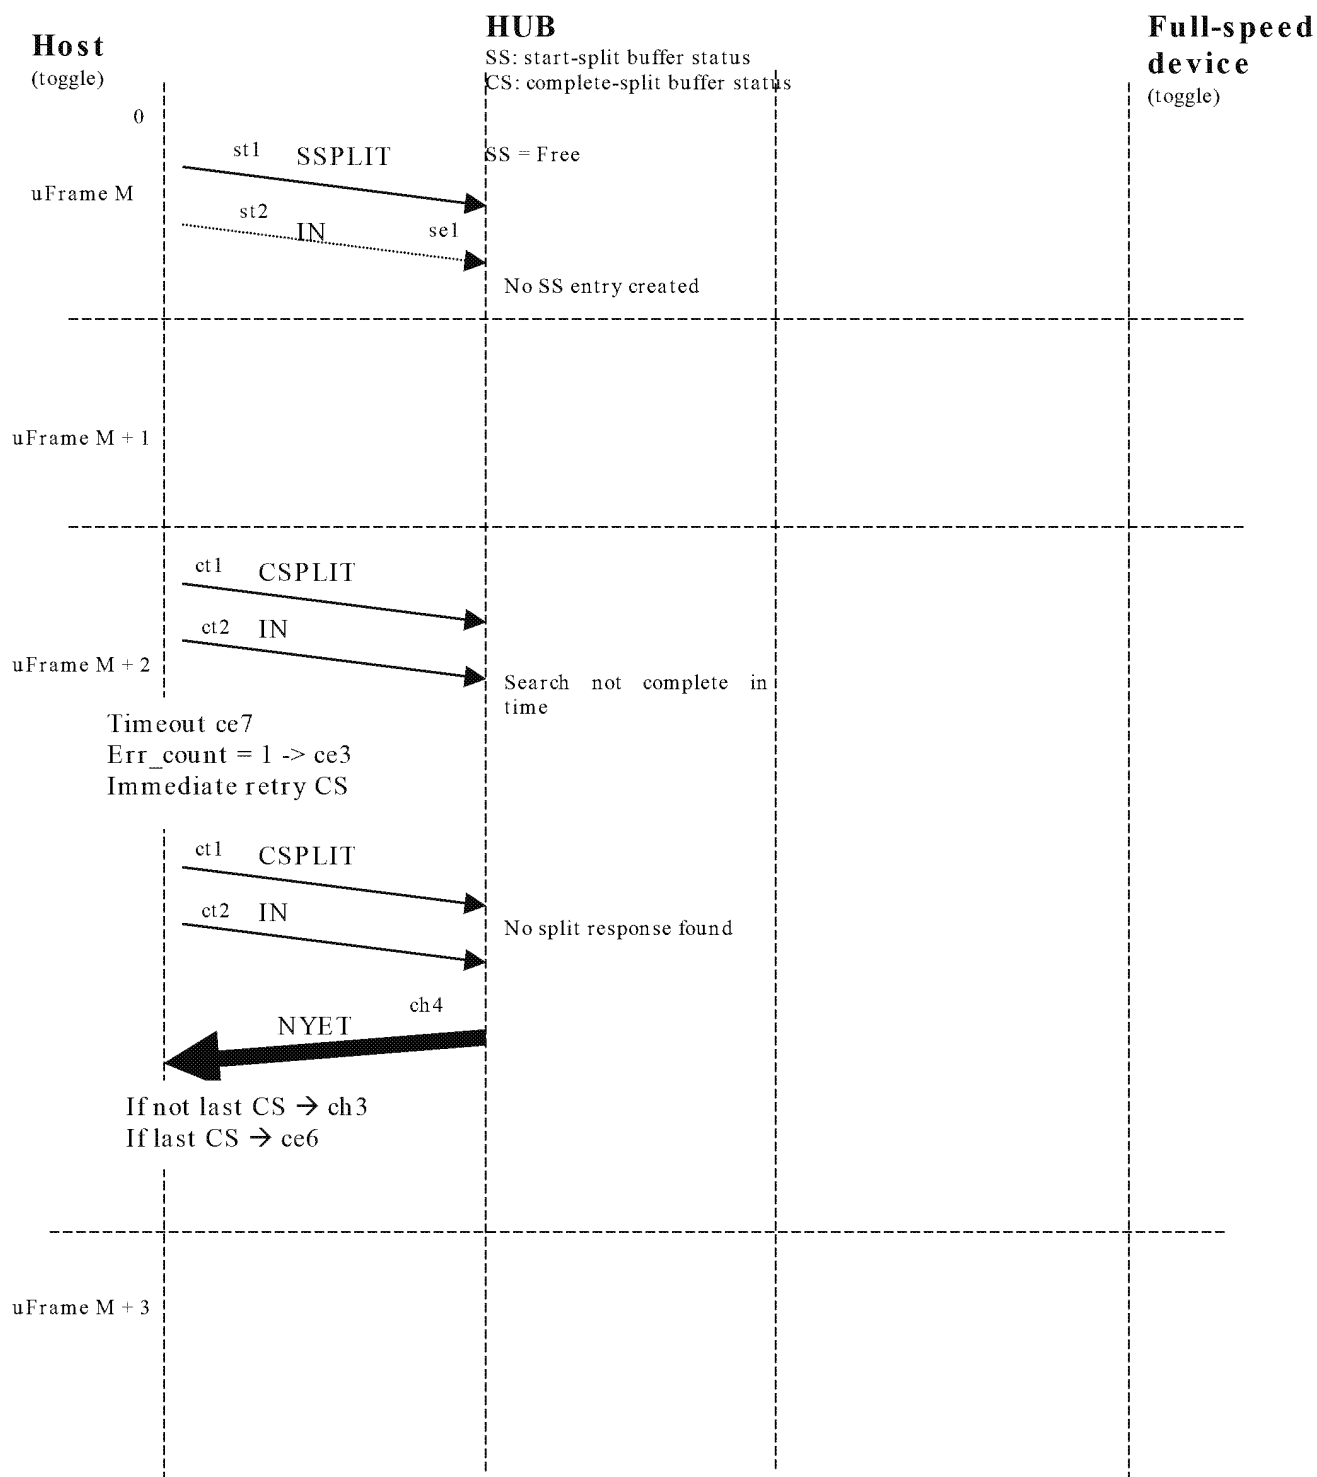 Host
(toggle)
HUB
SS: start-split buffer status
CS: complete-split buffer status
Full-speed
device
(toggle)
0
st1 SSPLIT
SS = Free
uFrame M
st2 IN se1
No SS entry created
uFrame M + 1
ct1 CSPLIT
ct2 IN
uFrame M + 2
Search not complete in
time
Timeout ce7
Err_count = 1 -> ce3
Immediate retry CS
ct1 CSPLIT
ct2 IN
No split response found
ch4
NYET
If not last CS → ch3
If last CS → ce6
uFrame M + 3